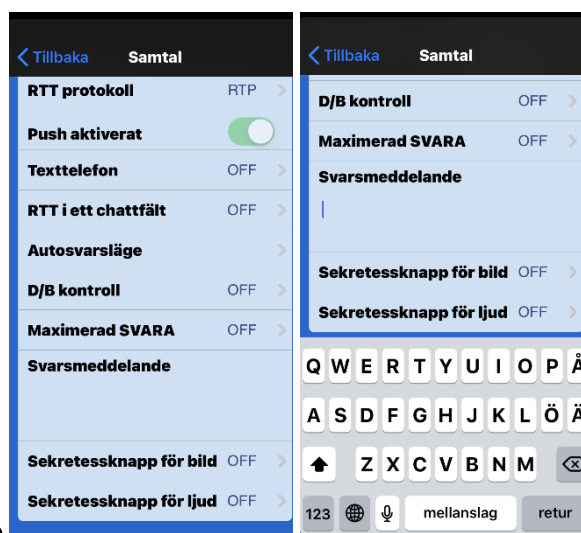 Tillbaka Samtal
RTT protokoll RTP
Push aktiverat
Texttelefon OFF
RTT i ett chattfält OFF
Autosvarsläge
D/B kontroll OFF
Maximerad SVARA OFF
Svarsmeddelande
Sekretessknapp för bild OFF
Sekretessknapp för ljud OFF
Tillbaka Samtal
D/B kontroll OFF
Maximerad SVARA OFF
Svarsmeddelande
Sekretessknapp för bild OFF
Sekretessknapp för ljud OFF
Q W E R T Y U I O P Å
A S D F G H J K L Ö Ä
Z X C V B N M
123 mellanslag retur